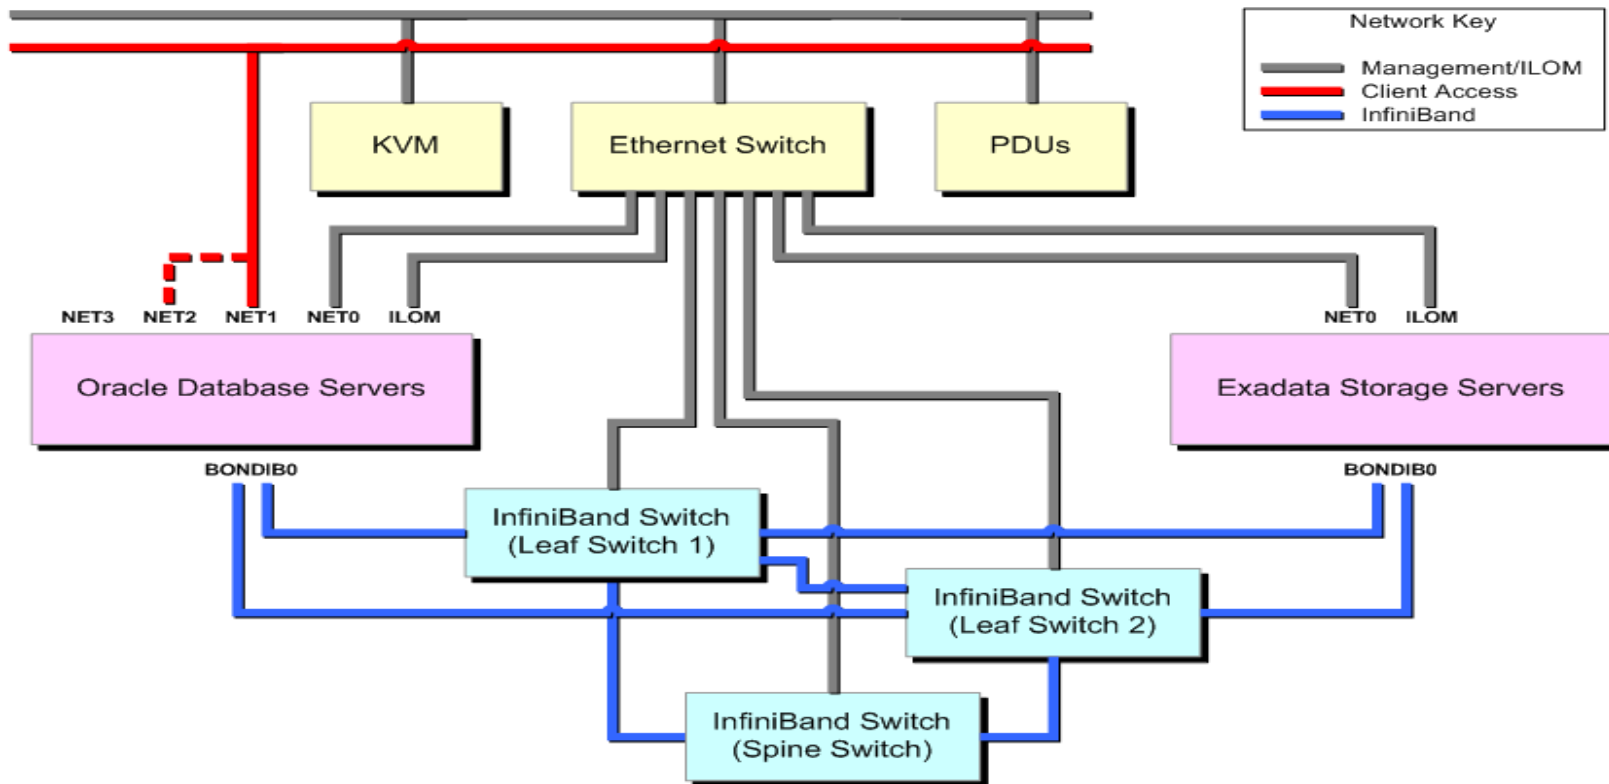 Network Key
Management/ILOM
Client Access
InfiniBand
KVM
Ethernet Switch
PDUs
NET3 NET2 NET1 NET0 ILOM
NET0 ILOM
Oracle Database Servers
Exadata Storage Servers
BONDIB0
BONDIB0
InfiniBand Switch
(Leaf Switch 1)
InfiniBand Switch
(Leaf Switch 2)
InfiniBand Switch
(Spine Switch)